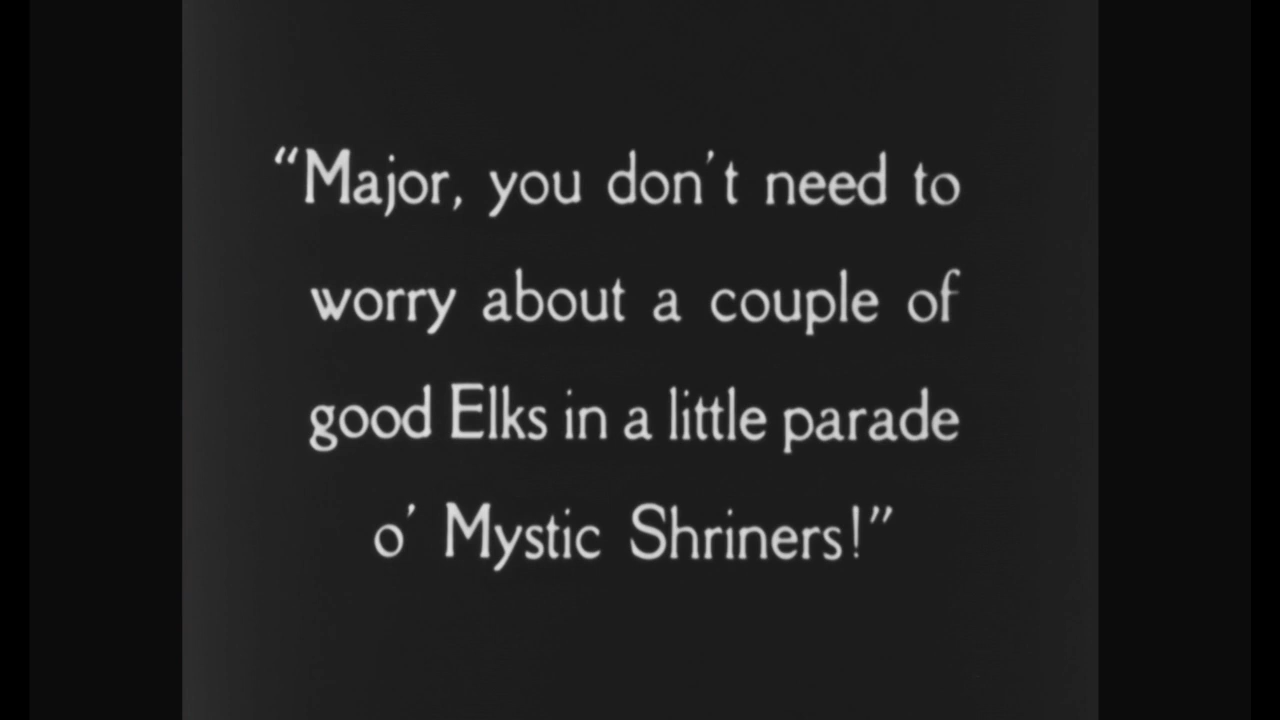 “Major, you don’t need to
worry about a couple of
good Elks in a little parade
o’ Mystic Shriners!”